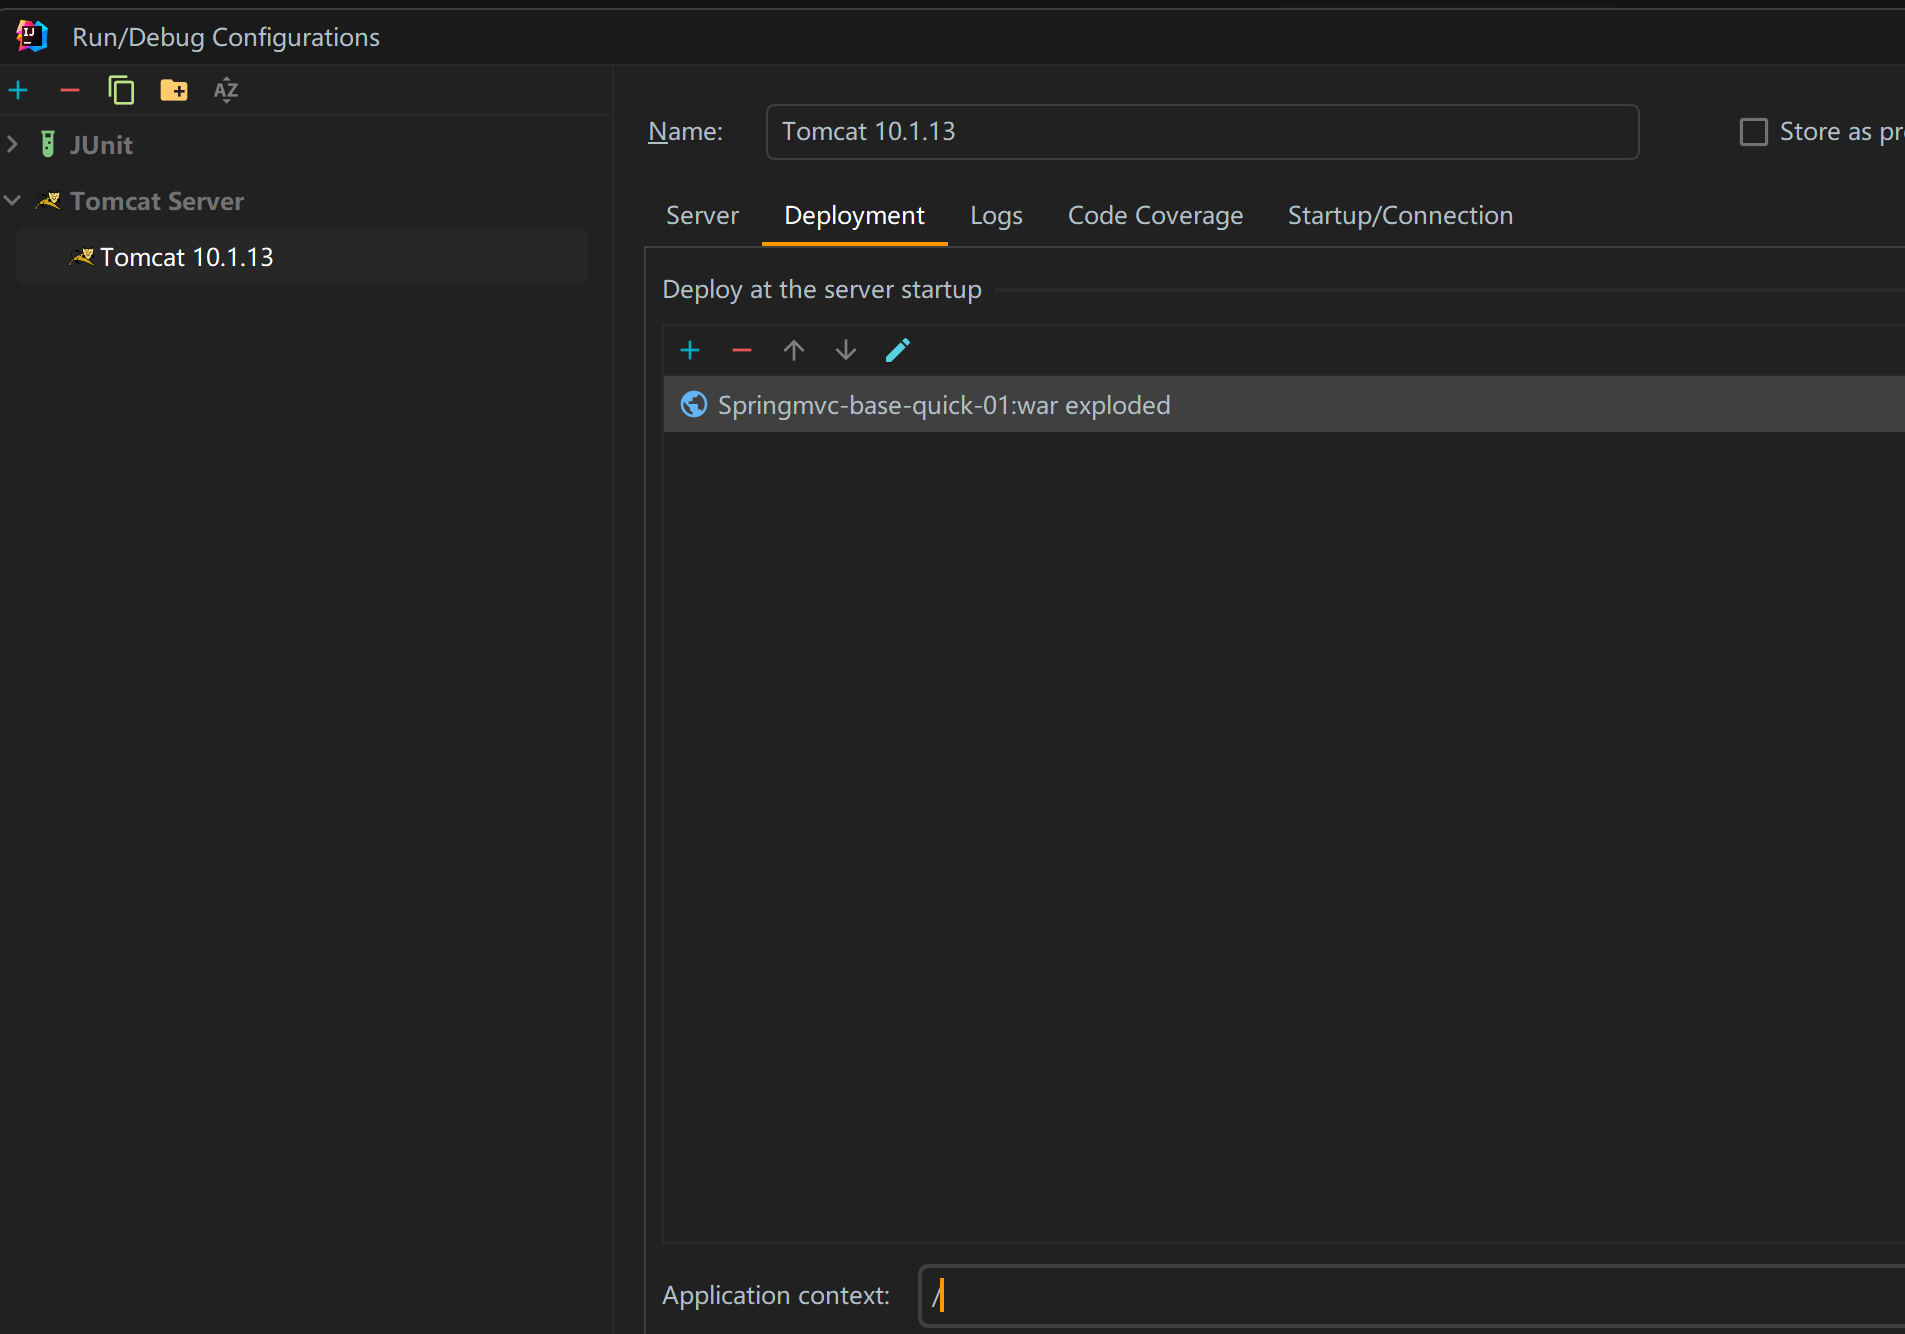 Run/Debug Configurations
JUnit
Tomcat Server
Tomcat 10.1.13
Name: Tomcat 10.1.13
Store as pr
Server Deployment Logs Code Coverage Startup/Connection
Deploy at the server startup
Springmvc-base-quick-01:war exploded
Application context: /